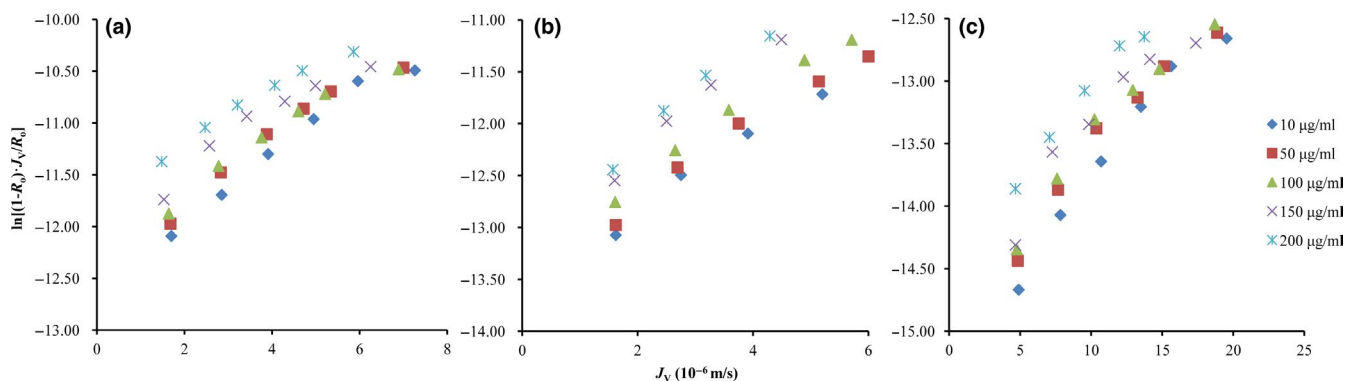 (a)
ln[(1-Ro)·JV/Ro]
−10.00
−10.50
−11.00
−11.50
−12.00
−12.50
−13.00
0 2 4 6 8
(b)
−11.00
−11.50
−12.00
−12.50
−13.00
−13.50
−14.00
0 2 4 6
JV (10⁻⁶ m/s)
(c)
−12.50
−13.00
−13.50
−14.00
−14.50
−15.00
0 5 10 15 20 25
10 μg/ml
50 μg/ml
100 μg/ml
150 μg/ml
200 μg/ml